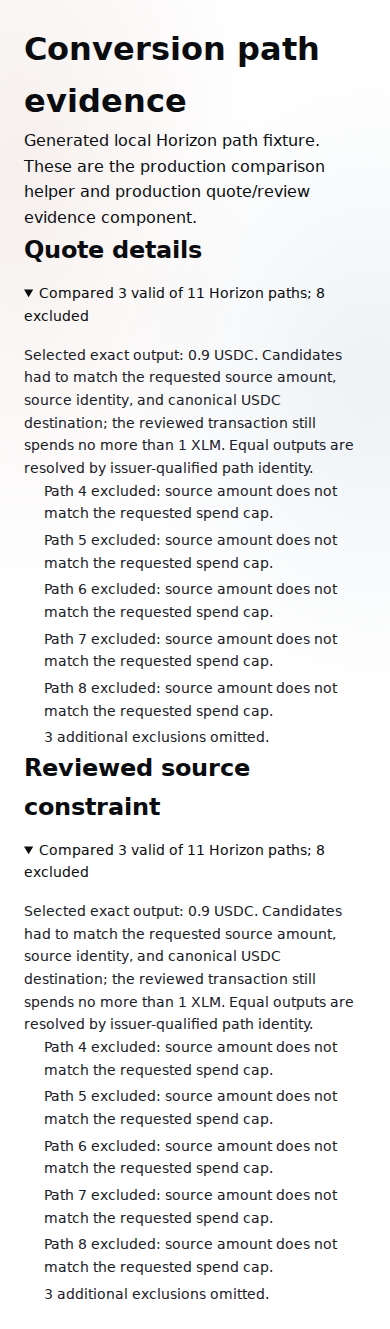 Conversion path
evidence
Generated local Horizon path fixture.
These are the production comparison
helper and production quote/review
evidence component.
Quote details
▼ Compared 3 valid of 11 Horizon paths; 8
excluded
Selected exact output: 0.9 USDC. Candidates
had to match the requested source amount,
source identity, and canonical USDC
destination; the reviewed transaction still
spends no more than 1 XLM. Equal outputs are
resolved by issuer-qualified path identity.
Path 4 excluded: source amount does not
match the requested spend cap.
Path 5 excluded: source amount does not
match the requested spend cap.
Path 6 excluded: source amount does not
match the requested spend cap.
Path 7 excluded: source amount does not
match the requested spend cap.
Path 8 excluded: source amount does not
match the requested spend cap.
3 additional exclusions omitted.
Reviewed source
constraint
▼ Compared 3 valid of 11 Horizon paths; 8
excluded
Selected exact output: 0.9 USDC. Candidates
had to match the requested source amount,
source identity, and canonical USDC
destination; the reviewed transaction still
spends no more than 1 XLM. Equal outputs are
resolved by issuer-qualified path identity.
Path 4 excluded: source amount does not
match the requested spend cap.
Path 5 excluded: source amount does not
match the requested spend cap.
Path 6 excluded: source amount does not
match the requested spend cap.
Path 7 excluded: source amount does not
match the requested spend cap.
Path 8 excluded: source amount does not
match the requested spend cap.
3 additional exclusions omitted.